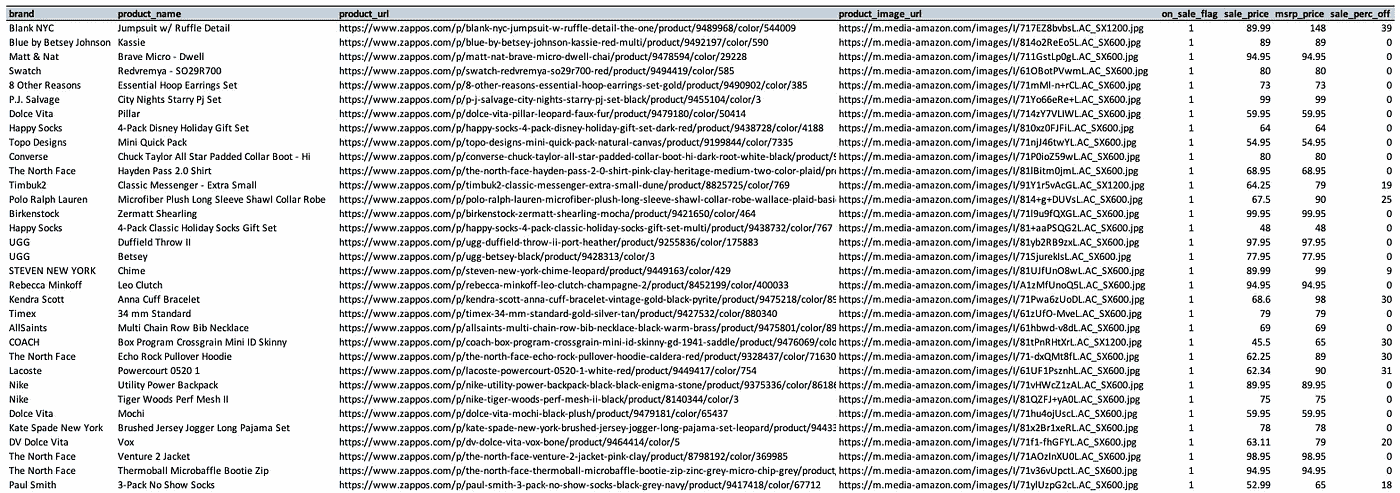 brand product_name product_url product_image_url on_sale_flag sale_price msrp_price sale_perc_off
Blank NYC Jumpsuit w/ Ruffle Detail https://www.zappos.com/p/blank-nyc-jumpsuit-w-ruffle-detail-the-one/product/9489968/color/544009 https://m.media-amazon.com/images/I/717EZ8bvbsL.AC_SX1200.jpg 1 89.99 148 39
Blue by Betsey Johnson Kassie https://www.zappos.com/p/blue-by-betsey-johnson-kassie-red-multi/product/9492197/color/590 https://m.media-amazon.com/images/I/814o2ReEo5L.AC_SX600.jpg 1 89 89 0
Matt & Nat Brave Micro - Dwell https://www.zappos.com/p/matt-nat-brave-micro-dwell-chai/product/9478594/color/29228 https://m.media-amazon.com/images/I/711GstLp0gL.AC_SX600.jpg 1 94.95 94.95 0
Swatch Redvremya - SO29R700 https://www.zappos.com/p/swatch-redvremya-so29r700-red/product/9494419/color/585 https://m.media-amazon.com/images/I/61OBotPVwmL.AC_SX600.jpg 1 80 80 0
8 Other Reasons Essential Hoop Earrings Set https://www.zappos.com/p/8-other-reasons-essential-hoop-earrings-set-gold/product/9490902/color/385 https://m.media-amazon.com/images/I/71mMl-n+rCL.AC_SX600.jpg 1 73 73 0
P.J. Salvage City Nights Starry Pj Set https://www.zappos.com/p/p-j-salvage-city-nights-starry-pj-set-black/product/9455104/color/3 https://m.media-amazon.com/images/I/71Yo66eRe+L.AC_SX600.jpg 1 99 99 0
Dolce Vita Pillar https://www.zappos.com/p/dolce-vita-pillar-leopard-faux-fur/product/9479180/color/50414 https://m.media-amazon.com/images/I/714zY7VLIWL.AC_SX600.jpg 1 59.95 59.95 0
Happy Socks 4-Pack Disney Holiday Gift Set https://www.zappos.com/p/happy-socks-4-pack-disney-holiday-gift-set-dark-red/product/9438728/color/4188 https://m.media-amazon.com/images/I/810xz0FJFiL.AC_SX600.jpg 1 64 64 0
Topo Designs Mini Quick Pack https://www.zappos.com/p/topo-designs-mini-quick-pack-natural-canvas/product/9199844/color/7335 https://m.media-amazon.com/images/I/71njJ46twYL.AC_SX600.jpg 1 54.95 54.95 0
Converse Chuck Taylor All Star Padded Collar Boot - Hi https://www.zappos.com/p/converse-chuck-taylor-all-star-padded-collar-boot-hi-dark-root-white-black/product/9 https://m.media-amazon.com/images/I/71P0ioZ59wL.AC_SX600.jpg 1 80 80 0
The North Face Hayden Pass 2.0 Shirt https://www.zappos.com/p/the-north-face-hayden-pass-2-0-shirt-pink-clay-heritage-medium-two-color-plaid/pr https://m.media-amazon.com/images/I/81lBitm0jmL.AC_SX600.jpg 1 68.95 68.95 0
Timbuk2 Classic Messenger - Extra Small https://www.zappos.com/p/timbuk2-classic-messenger-extra-small-dune/product/8825725/color/769 https://m.media-amazon.com/images/I/91Y1r5vAcGL.AC_SX1200.jpg 1 64.25 79 19
Polo Ralph Lauren Microfiber Plush Long Sleeve Shawl Collar Robe https://www.zappos.com/p/polo-ralph-lauren-microfiber-plush-long-sleeve-shawl-collar-robe-wallace-plaid-basi https://m.media-amazon.com/images/I/814+g+DUVsL.AC_SX600.jpg 1 67.5 90 25
Birkenstock Zermatt Shearling https://www.zappos.com/p/birkenstock-zermatt-shearling-mocha/product/9421650/color/464 https://m.media-amazon.com/images/I/71l9u9fQXGL.AC_SX600.jpg 1 99.95 99.95 0
Happy Socks 4-Pack Classic Holiday Socks Gift Set https://www.zappos.com/p/happy-socks-4-pack-classic-holiday-socks-gift-set-multi/product/9438732/color/767 https://m.media-amazon.com/images/I/81+aaPSQG2L.AC_SX600.jpg 1 48 48 0
UGG Duffield Throw II https://www.zappos.com/p/ugg-duffield-throw-ii-port-heather/product/9255836/color/175883 https://m.media-amazon.com/images/I/81yb2RB9zxL.AC_SX600.jpg 1 97.95 97.95 0
UGG Betsey https://www.zappos.com/p/ugg-betsey-black/product/9428313/color/3 https://m.media-amazon.com/images/I/71SjurekIsL.AC_SX600.jpg 1 77.95 77.95 0
STEVEN NEW YORK Chime https://www.zappos.com/p/steven-new-york-chime-leopard/product/9449163/color/429 https://m.media-amazon.com/images/I/81UJfUnO8wL.AC_SX600.jpg 1 89.99 99 9
Rebecca Minkoff Leo Clutch https://www.zappos.com/p/rebecca-minkoff-leo-clutch-champagne-2/product/8452199/color/400033 https://m.media-amazon.com/images/I/A1zMfUnoQ5L.AC_SX600.jpg 1 94.95 94.95 0
Kendra Scott Anna Cuff Bracelet https://www.zappos.com/p/kendra-scott-anna-cuff-bracelet-vintage-gold-black-pyrite/product/9475218/color/89 https://m.media-amazon.com/images/I/71Pwa6zUoDL.AC_SX600.jpg 1 68.6 98 30
Timex 34 mm Standard https://www.zappos.com/p/timex-34-mm-standard-gold-silver-tan/product/9427532/color/880340 https://m.media-amazon.com/images/I/61zUfO-MveL.AC_SX600.jpg 1 79 79 0
AllSaints Multi Chain Row Bib Necklace https://www.zappos.com/p/allsaints-multi-chain-row-bib-necklace-black-warm-brass/product/9475801/color/89 https://m.media-amazon.com/images/I/61hbwd-v8dL.AC_SX600.jpg 1 69 69 0
COACH Box Program Crossgrain Mini ID Skinny https://www.zappos.com/p/coach-box-program-crossgrain-mini-id-skinny-gd-1941-saddle/product/9476069/colc https://m.media-amazon.com/images/I/81tPnRHtXrL.AC_SX1200.jpg 1 45.5 65 30
The North Face Echo Rock Pullover Hoodie https://www.zappos.com/p/the-north-face-echo-rock-pullover-hoodie-caldera-red/product/9328437/color/71630 https://m.media-amazon.com/images/I/71-dxQMt8fL.AC_SX600.jpg 1 62.25 89 30
Lacoste Powercourt 0520 1 https://www.zappos.com/p/lacoste-powercourt-0520-1-white-red/product/9449417/color/754 https://m.media-amazon.com/images/I/61UF1PsznhL.AC_SX600.jpg 1 62.34 90 31
Nike Utility Power Backpack https://www.zappos.com/p/nike-utility-power-backpack-black-black-enigma-stone/product/9375336/color/86186 https://m.media-amazon.com/images/I/71vHWcZ1zAL.AC_SX600.jpg 1 89.95 89.95 0
Nike Tiger Woods Perf Mesh II https://www.zappos.com/p/nike-tiger-woods-perf-mesh-ii-black/product/8140344/color/3 https://m.media-amazon.com/images/I/81QZFJ+yA0L.AC_SX600.jpg 1 75 75 0
Dolce Vita Mochi https://www.zappos.com/p/dolce-vita-mochi-black-plush/product/9479181/color/65437 https://m.media-amazon.com/images/I/71hu4ojUscL.AC_SX600.jpg 1 59.95 59.95 0
Kate Spade New York Brushed Jersey Jogger Long Pajama Set https://www.zappos.com/p/kate-spade-new-york-brushed-jersey-jogger-long-pajama-set-leopard/product/94433 https://m.media-amazon.com/images/I/81x2Br1xeRL.AC_SX600.jpg 1 78 78 0
DV Dolce Vita Vox https://www.zappos.com/p/dv-dolce-vita-vox-bone/product/9464414/color/5 https://m.media-amazon.com/images/I/71f1-fhGFYL.AC_SX600.jpg 1 63.11 79 20
The North Face Venture 2 Jacket https://www.zappos.com/p/the-north-face-venture-2-jacket-pink-clay/product/8798192/color/369985 https://m.media-amazon.com/images/I/71AOzInXU0L.AC_SX600.jpg 1 98.95 98.95 0
The North Face Thermoball Microbaffle Bootie Zip https://www.zappos.com/p/the-north-face-thermoball-microbaffle-bootie-zip-zinc-grey-micro-chip-grey/product, https://m.media-amazon.com/images/I/71v36vUpctL.AC_SX600.jpg 1 94.95 94.95 0
Paul Smith 3-Pack No Show Socks https://www.zappos.com/p/paul-smith-3-pack-no-show-socks-black-grey-navy/product/9417418/color/67712 https://m.media-amazon.com/images/I/71ylUzpG2cL.AC_SX600.jpg 1 52.99 65 18